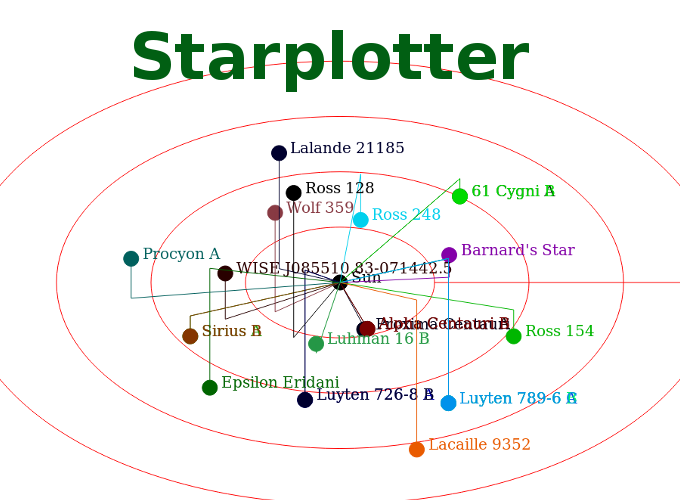 Starplotter
Lalande 21185
Ross 128
61 Cygni
Wolf 359
Ross 248
Barnard's Star
Procyon A
WISE J085510.83-071442.5
Sun
Sirius
Alpha Centauri
Ross 154
Luhman 16 B
Epsilon Eridani
Luyten 726-8
Luyten 789-6
Lacaille 9352